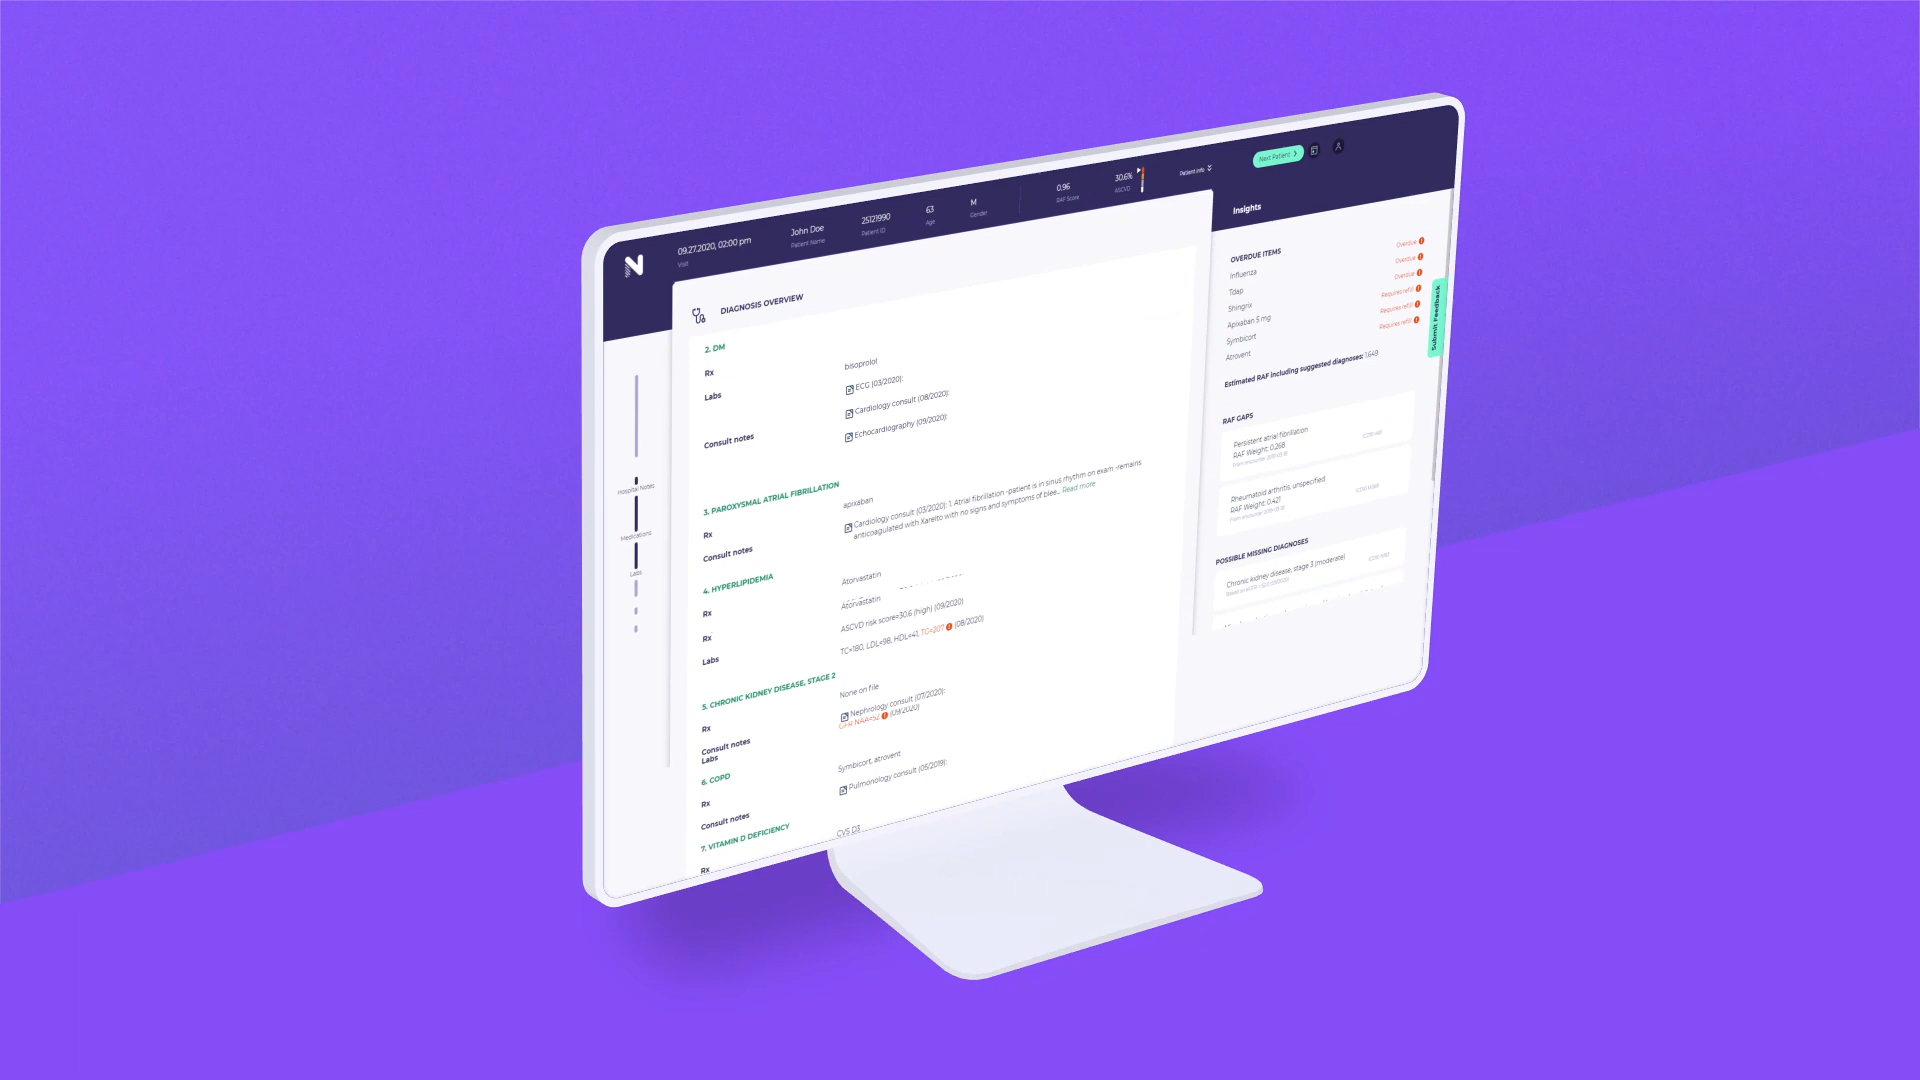 09.27.2020, 02:00 pm
Visit
John Doe
Patient Name
25121990
Patient ID
63
Age
M
Gender
0.96
RAF Score
30.6%
ASCVD
Patient info
Next Patient
Hospital Notes
Medications
Labs
DIAGNOSIS OVERVIEW
2. DM
Rx
bisoprolol
Labs
ECG (03/2020):
Cardiology consult (08/2020):
Consult notes
Echocardiography (09/2020):
3. PAROXYSMAL ATRIAL FIBRILLATION
Rx
apixaban
Consult notes
Cardiology consult (03/2020): 1. Atrial fibrillation -patient is in sinus rhythm on exam -remains
anticoagulated with Xarelto with no signs and symptoms of blee... Read more
4. HYPERLIPIDEMIA
Rx
Atorvastatin
Rx
Atorvastatin
ASCVD risk score=30.6 (high) (09/2020)
Labs
TC=180, LDL=98, HDL=41, TG=207 (08/2020)
5. CHRONIC KIDNEY DISEASE, STAGE 2
Rx
None on file
Consult notes
Nephrology consult (07/2020):
Labs
GFR NAA=52 (09/2020)
6. COPD
Rx
Symbicort, atrovent
Consult notes
Pulmonology consult (05/2019):
7. VITAMIN D DEFICIENCY
Rx
CVS D3
Insights
OVERDUE ITEMS
Influenza Overdue
Tdap Overdue
Shingrix Overdue
Apixaban 5 mg Requires refill
Symbicort Requires refill
Atrovent Requires refill
Estimated RAF including suggested diagnoses: 1.649
RAF GAPS
Persistent atrial fibrillation
RAF Weight: 0.268
Rheumatoid arthritis, unspecified
RAF Weight: 0.421
POSSIBLE MISSING DIAGNOSES
Chronic kidney disease, stage 3 (moderate)
Submit Feedback